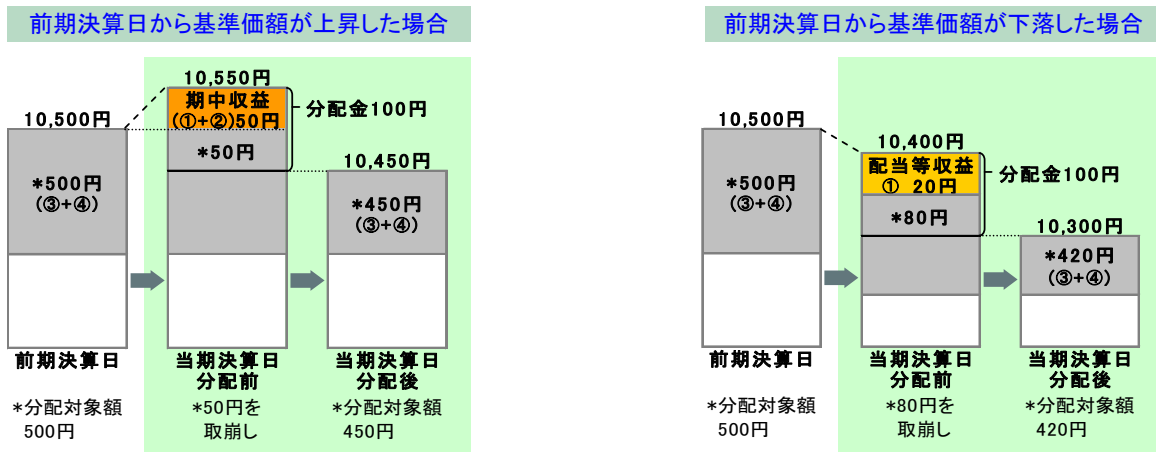 前期決算日から基準価額が上昇した場合
10,550円
期中収益
(①+②)50円
分配金100円
10,500円
*50円
10,450円
*500円
(③+④)
*450円
(③+④)
前期決算日
当期決算日
分配前
当期決算日
分配後
*分配対象額
500円
*50円を
取崩し
*分配対象額
450円
前期決算日から基準価額が下落した場合
10,500円
10,400円
配当等収益
① 20円
分配金100円
*500円
(③+④)
*80円
10,300円
*420円
(③+④)
前期決算日
当期決算日
分配前
当期決算日
分配後
*分配対象額
500円
*80円を
取崩し
*分配対象額
420円